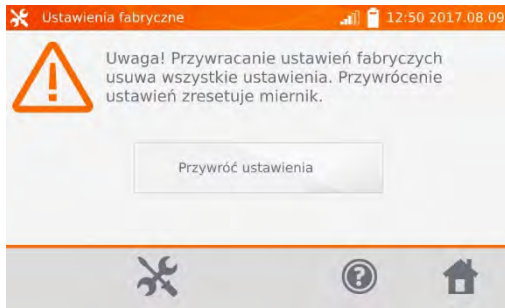 Ustawienia fabryczne 12:50 2017.08.09
Uwaga! Przywracanie ustawień fabryczych
usuwa wszystkie ustawienia. Przywrócenie
ustawień zresetuje miernik.
Przywróć ustawienia